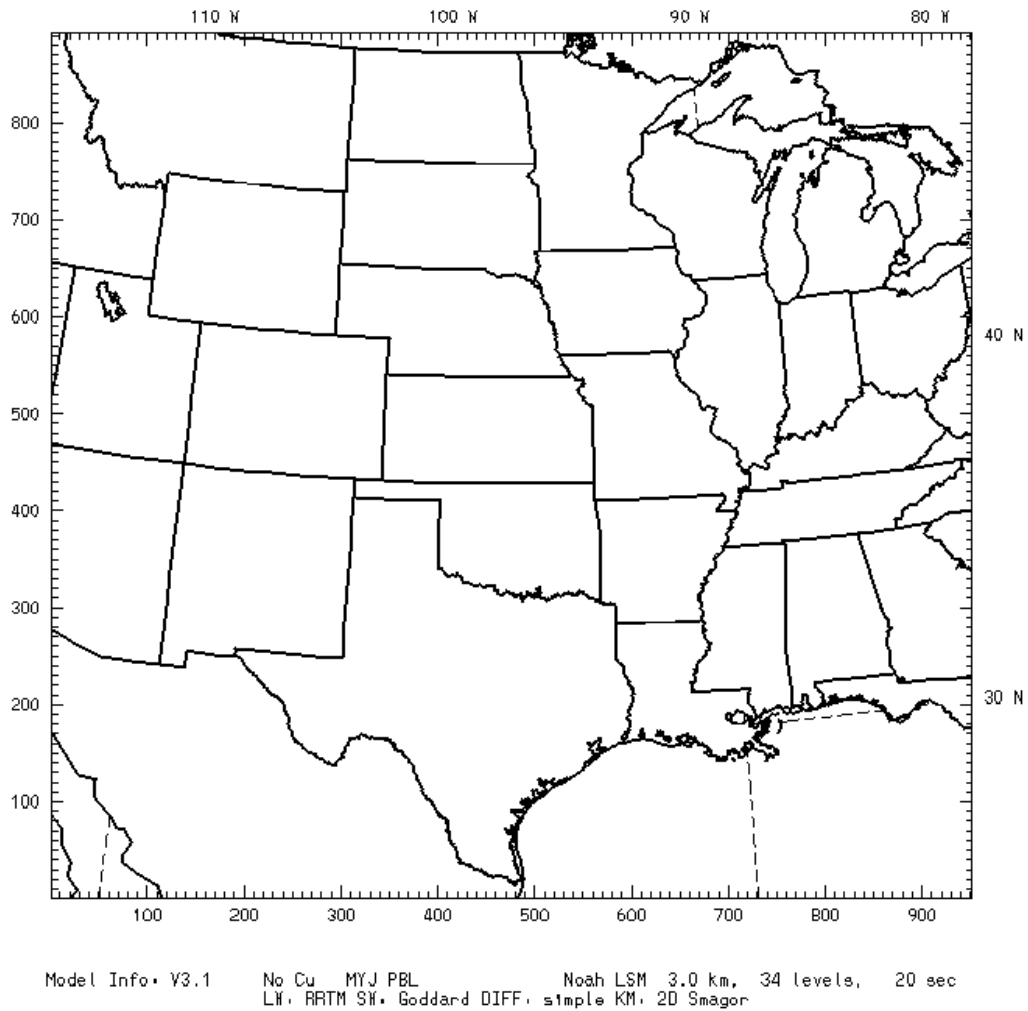 110 W 100 W 90 W 80 W
800
700
600
40 N
500
400
300
200
30 N
100
100 200 300 400 500 600 700 800 900
Model Info: V3.1 No Cu MYJ PBL Noah LSM 3.0 km, 34 levels, 20 sec
LW: RRTM SW: Goddard DIFF: simple KM: 2D Smagor